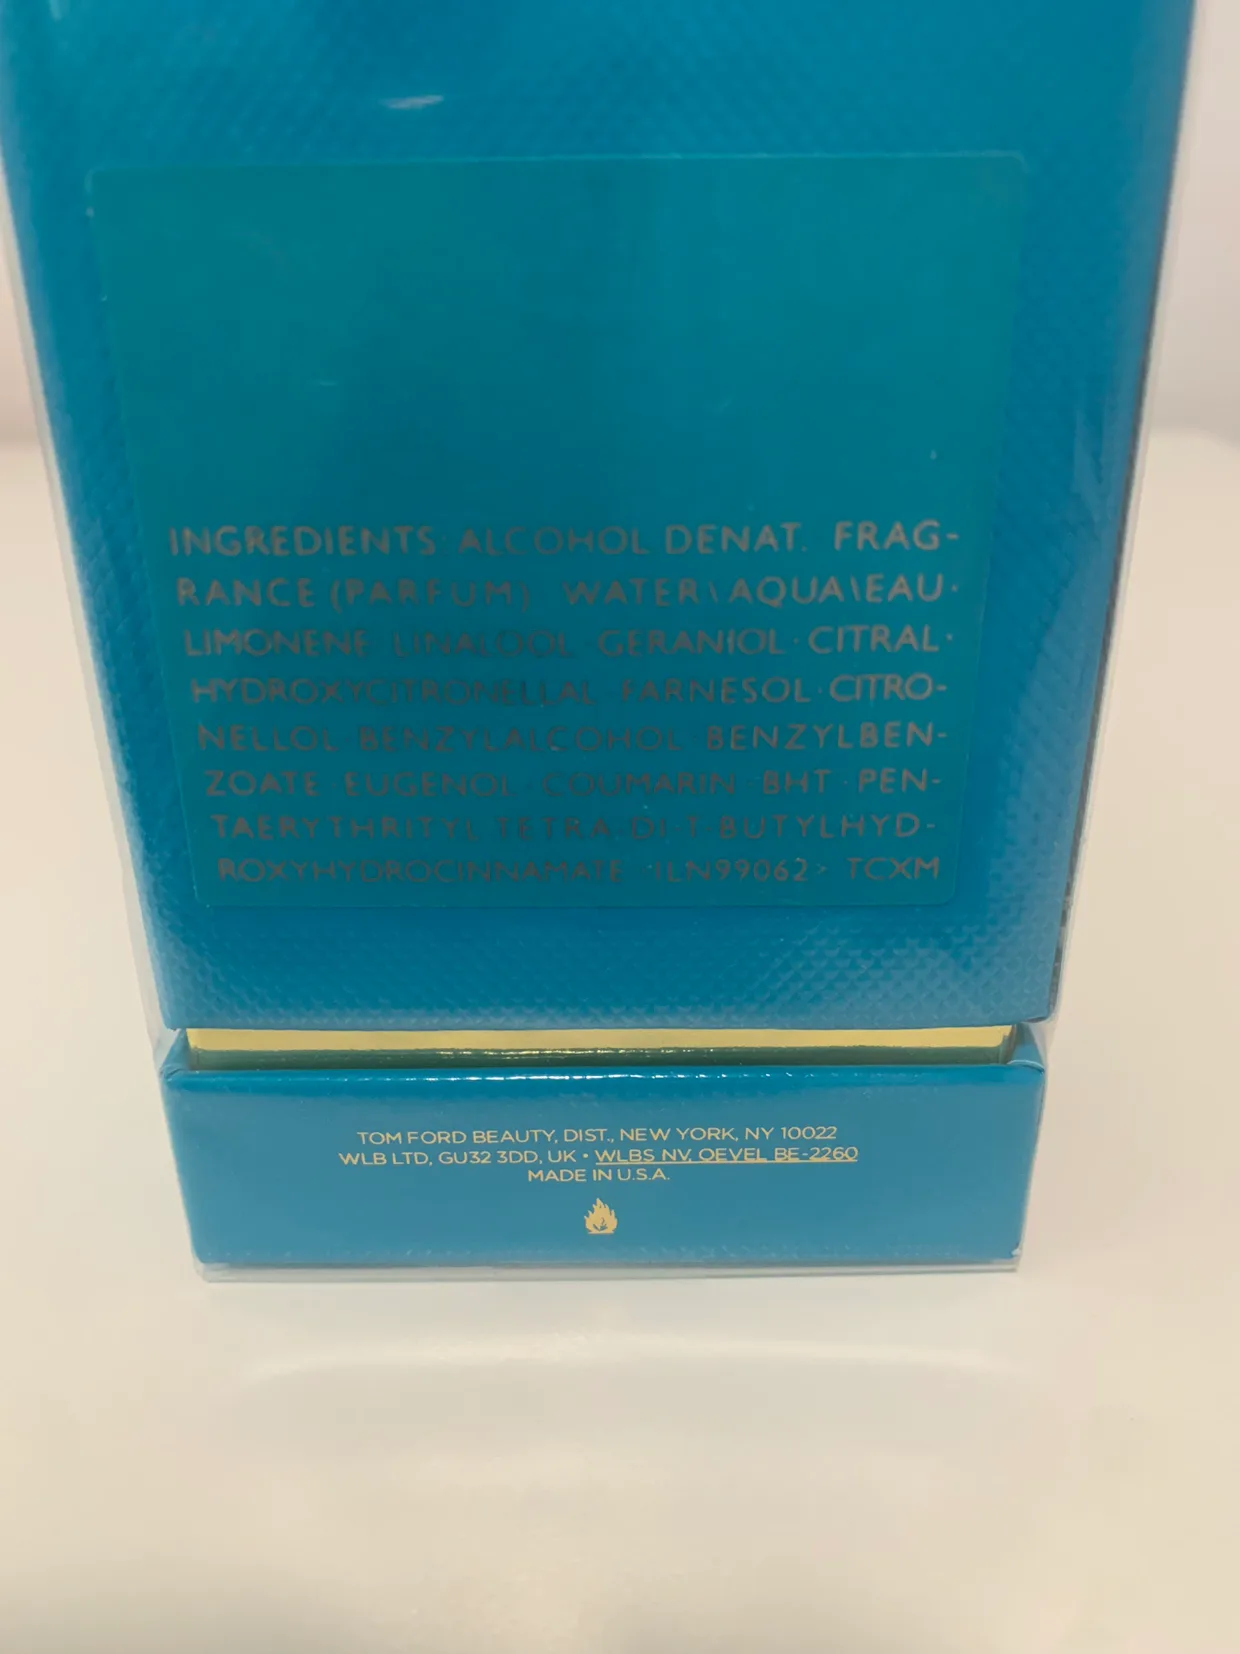 INGREDIENTS: ALCOHOL DENAT. · FRAG-
RANCE (PARFUM) · WATER\AQUA\EAU ·
LIMONENE · LINALOOL · GERANIOL · CITRAL ·
HYDROXYCITRONELLAL · FARNESOL · CITRO-
NELLOL · BENZYL ALCOHOL · BENZYL BEN-
ZOATE · EUGENOL · COUMARIN · BHT · PEN-
TAERYTHRITYL TETRA-DI-T-BUTYL HYD-
ROXYHYDROCINNAMATE <ILN99062> TCXM
TOM FORD BEAUTY, DIST., NEW YORK, NY 10022
WLB LTD, GU32 3DD, UK • WLBS NV, OEVEL BE-2260
MADE IN U.S.A.